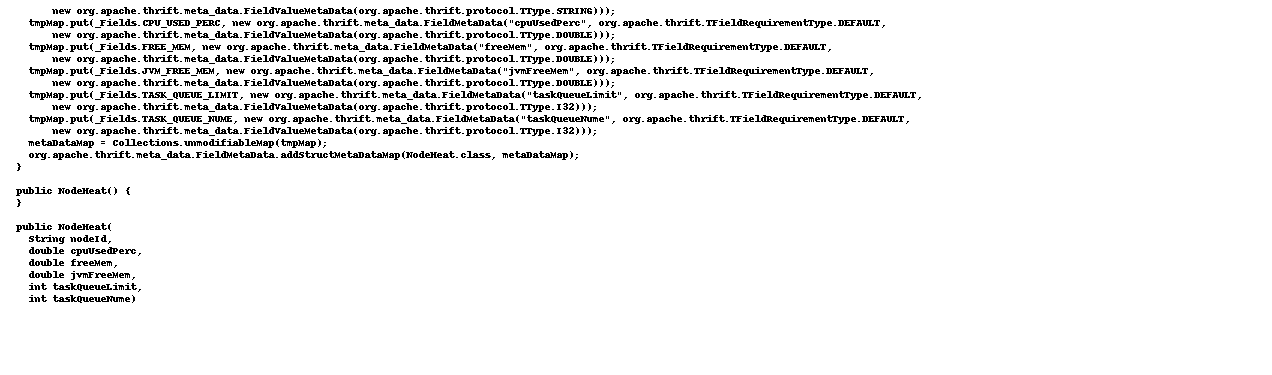 new org.apache.thrift.meta_data.FieldValueMetaData(org.apache.thrift.protocol.TType.STRING)));
tmpMap.put(_Fields.CPU_USED_PERC, new org.apache.thrift.meta_data.FieldMetaData("cpuUsedPerc", org.apache.thrift.TFieldRequirementType.DEFAULT,
new org.apache.thrift.meta_data.FieldValueMetaData(org.apache.thrift.protocol.TType.DOUBLE)));
tmpMap.put(_Fields.FREE_MEM, new org.apache.thrift.meta_data.FieldMetaData("freeMem", org.apache.thrift.TFieldRequirementType.DEFAULT,
new org.apache.thrift.meta_data.FieldValueMetaData(org.apache.thrift.protocol.TType.DOUBLE)));
tmpMap.put(_Fields.JVM_FREE_MEM, new org.apache.thrift.meta_data.FieldMetaData("jvmFreeMem", org.apache.thrift.TFieldRequirementType.DEFAULT,
new org.apache.thrift.meta_data.FieldValueMetaData(org.apache.thrift.protocol.TType.DOUBLE)));
tmpMap.put(_Fields.TASK_QUEUE_LIMIT, new org.apache.thrift.meta_data.FieldMetaData("taskQueueLimit", org.apache.thrift.TFieldRequirementType.DEFAULT,
new org.apache.thrift.meta_data.FieldValueMetaData(org.apache.thrift.protocol.TType.I32)));
tmpMap.put(_Fields.TASK_QUEUE_NUME, new org.apache.thrift.meta_data.FieldMetaData("taskQueueNume", org.apache.thrift.TFieldRequirementType.DEFAULT,
new org.apache.thrift.meta_data.FieldValueMetaData(org.apache.thrift.protocol.TType.I32)));
metaDataMap = Collections.unmodifiableMap(tmpMap);
org.apache.thrift.meta_data.FieldMetaData.addStructMetaDataMap(NodeHeat.class, metaDataMap);
}
public NodeHeat() {
}
public NodeHeat(
String nodeId,
double cpuUsedPerc,
double freeMem,
double jvmFreeMem,
int taskQueueLimit,
int taskQueueNume)